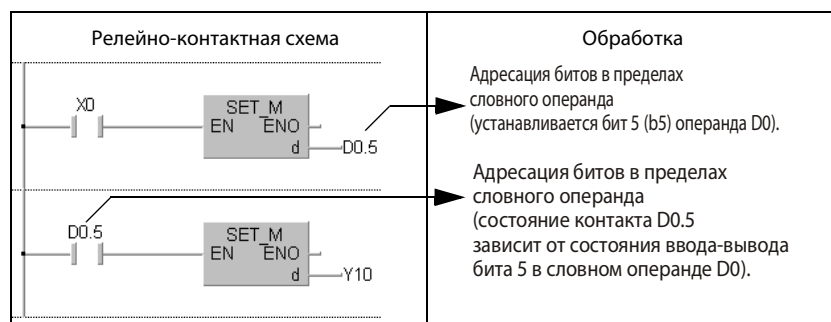 Релейно-контактная схема
Обработка
X0
SET_M
EN ENO
d
D0.5
Адресация битов в пределах
словного операнда
(устанавливается бит 5 (b5) операнда D0).
D0.5
SET_M
EN ENO
d
Y10
Адресация битов в пределах
словного операнда
(состояние контакта D0.5
зависит от состояния ввода-вывода
бита 5 в словном операнде D0).